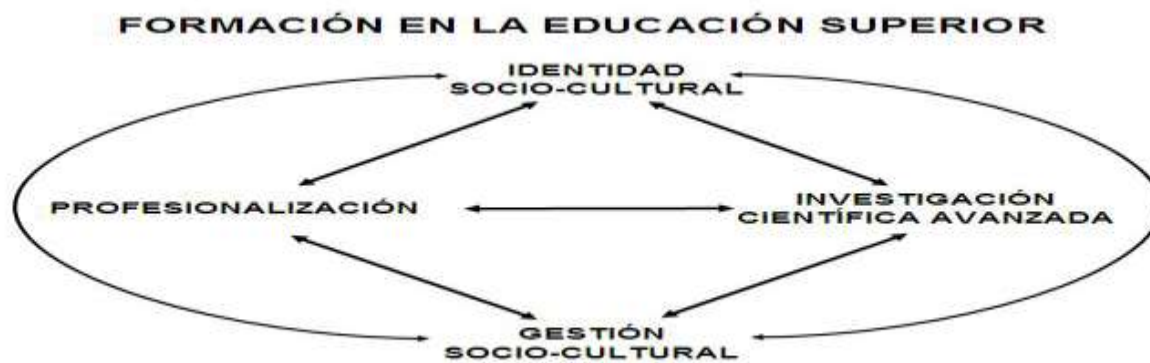 FORMACIÓN EN LA EDUCACIÓN SUPERIOR
IDENTIDAD
SOCIO-CULTURAL
PROFESIONALIZACIÓN
INVESTIGACIÓN
CIENTÍFICA AVANZADA
GESTIÓN
SOCIO-CULTURAL